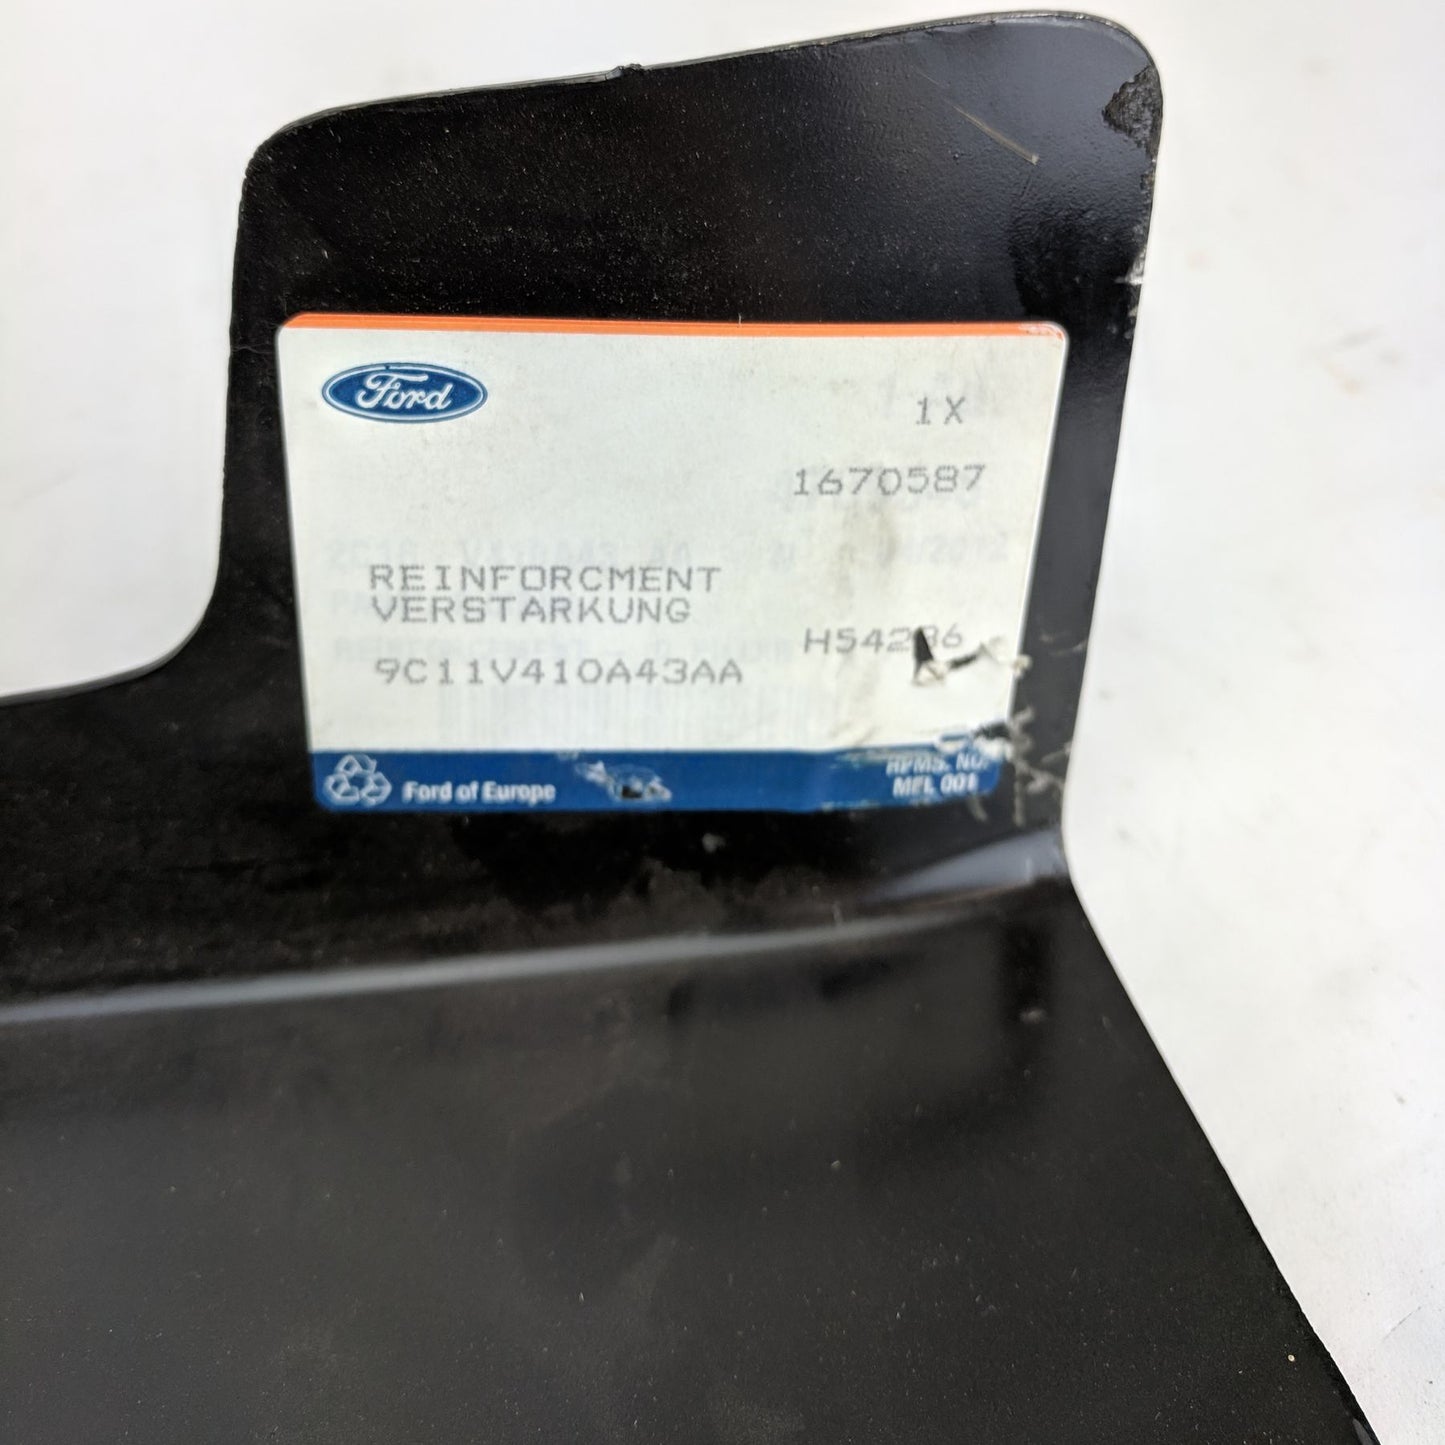 Ford
1X
1670587
REINFORCMENT
VERSTARKUNG
H54286
9C11V410A43AA
Ford of Europe
RPMS. NO.
MFL 001